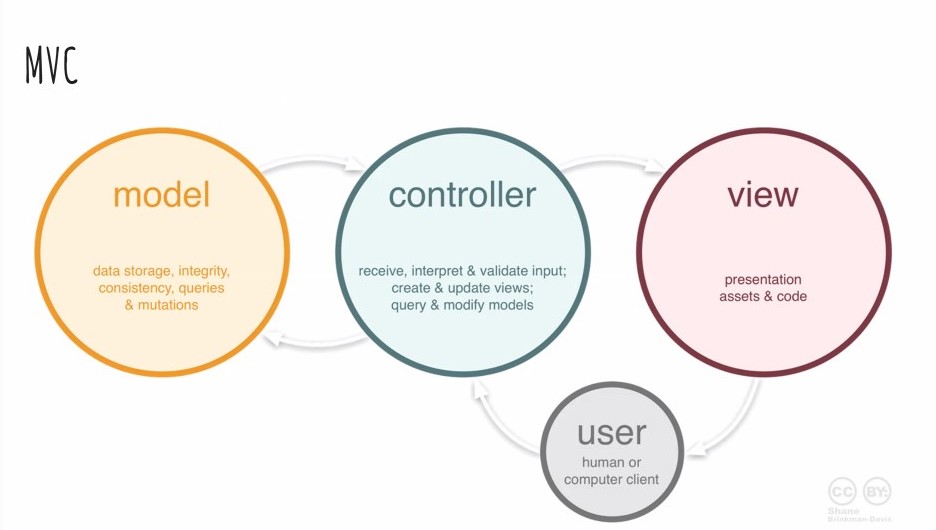 MVC
model
data storage, integrity,
consistency, queries
& mutations
controller
receive, interpret & validate input;
create & update views;
query & modify models
view
presentation
assets & code
user
human or
computer client
CC BY:
Shane
Brinkman-Davis